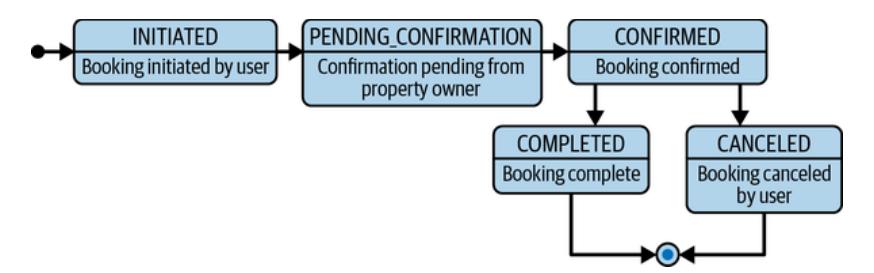 INITIATED
Booking initiated by user
PENDING_CONFIRMATION
Confirmation pending from
property owner
CONFIRMED
Booking confirmed
COMPLETED
Booking complete
CANCELED
Booking canceled
by user